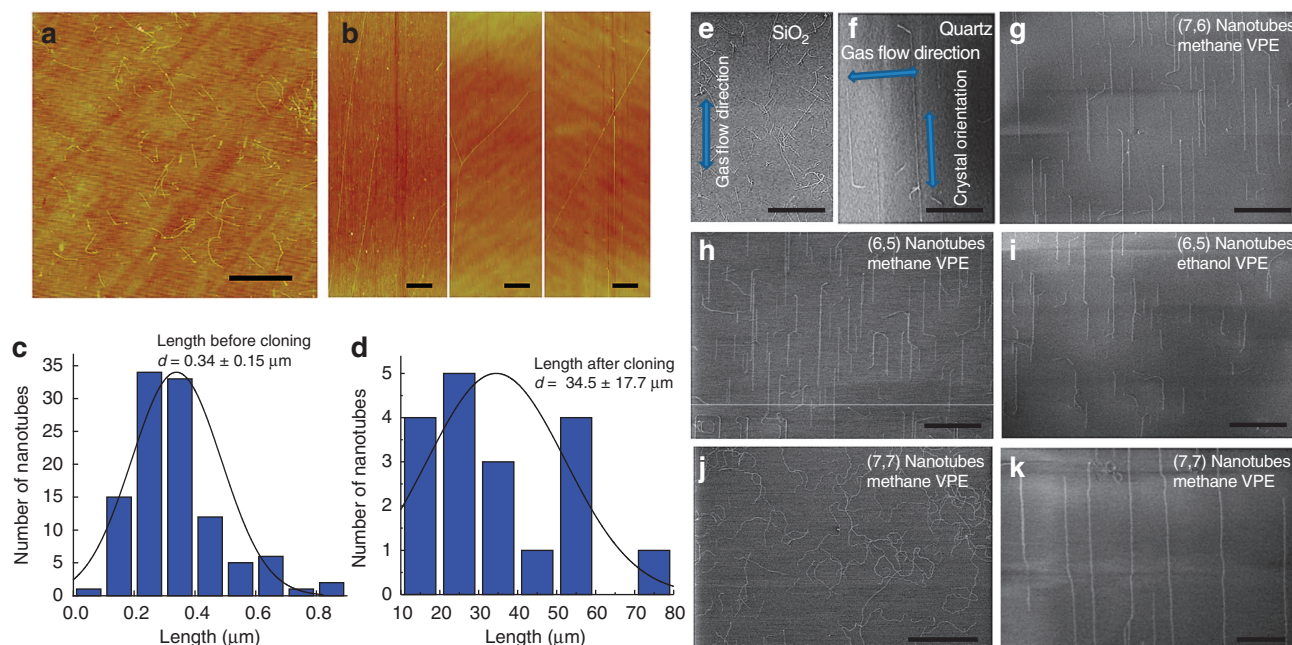 a
b
c
Length before cloning
d = 0.34 ± 0.15 μm
Number of nanotubes
35
30
25
20
15
10
5
0
0.0
0.2
0.4
0.6
0.8
Length (μm)
d
Length after cloning
d = 34.5 ± 17.7 μm
Number of nanotubes
5
4
3
2
1
0
10
20
30
40
50
60
70
80
Length (μm)
e
SiO₂
Gas flow direction
f
Quartz
Gas flow direction
Crystal orientation
g
(7,6) Nanotubes
methane VPE
h
(6,5) Nanotubes
methane VPE
i
(6,5) Nanotubes
ethanol VPE
j
(7,7) Nanotubes
methane VPE
k
(7,7) Nanotubes
methane VPE